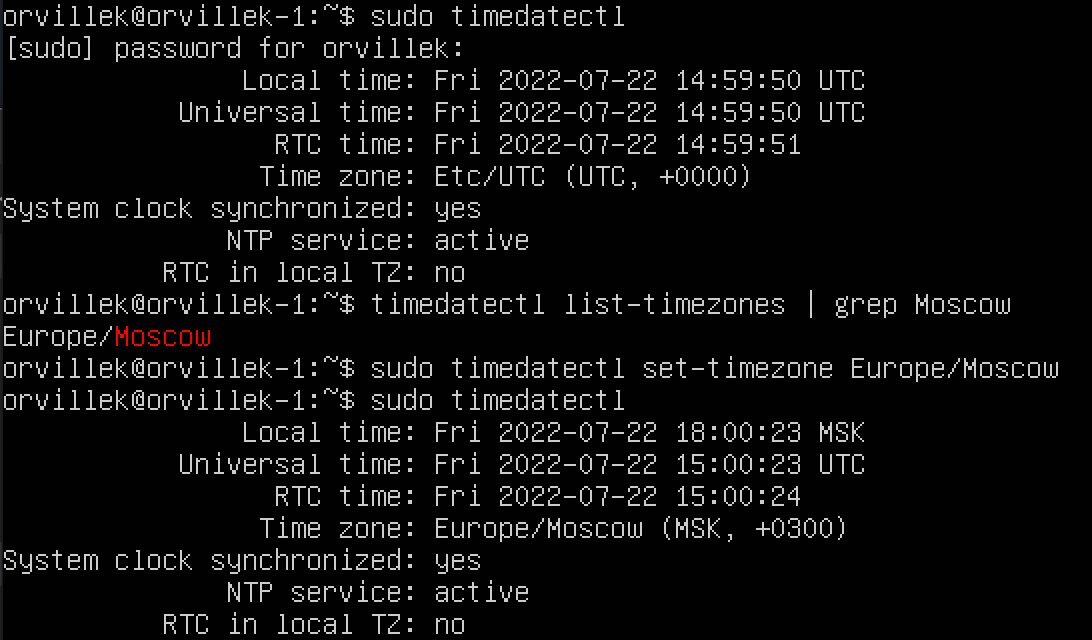 orvillek@orvillek-1:~$ sudo timedatectl
[sudo] password for orvillek:
Local time: Fri 2022-07-22 14:59:50 UTC
Universal time: Fri 2022-07-22 14:59:50 UTC
RTC time: Fri 2022-07-22 14:59:51
Time zone: Etc/UTC (UTC, +0000)
System clock synchronized: yes
NTP service: active
RTC in local TZ: no
orvillek@orvillek-1:~$ timedatectl list-timezones | grep Moscow
Europe/Moscow
orvillek@orvillek-1:~$ sudo timedatectl set-timezone Europe/Moscow
orvillek@orvillek-1:~$ sudo timedatectl
Local time: Fri 2022-07-22 18:00:23 MSK
Universal time: Fri 2022-07-22 15:00:23 UTC
RTC time: Fri 2022-07-22 15:00:24
Time zone: Europe/Moscow (MSK, +0300)
System clock synchronized: yes
NTP service: active
RTC in local TZ: no